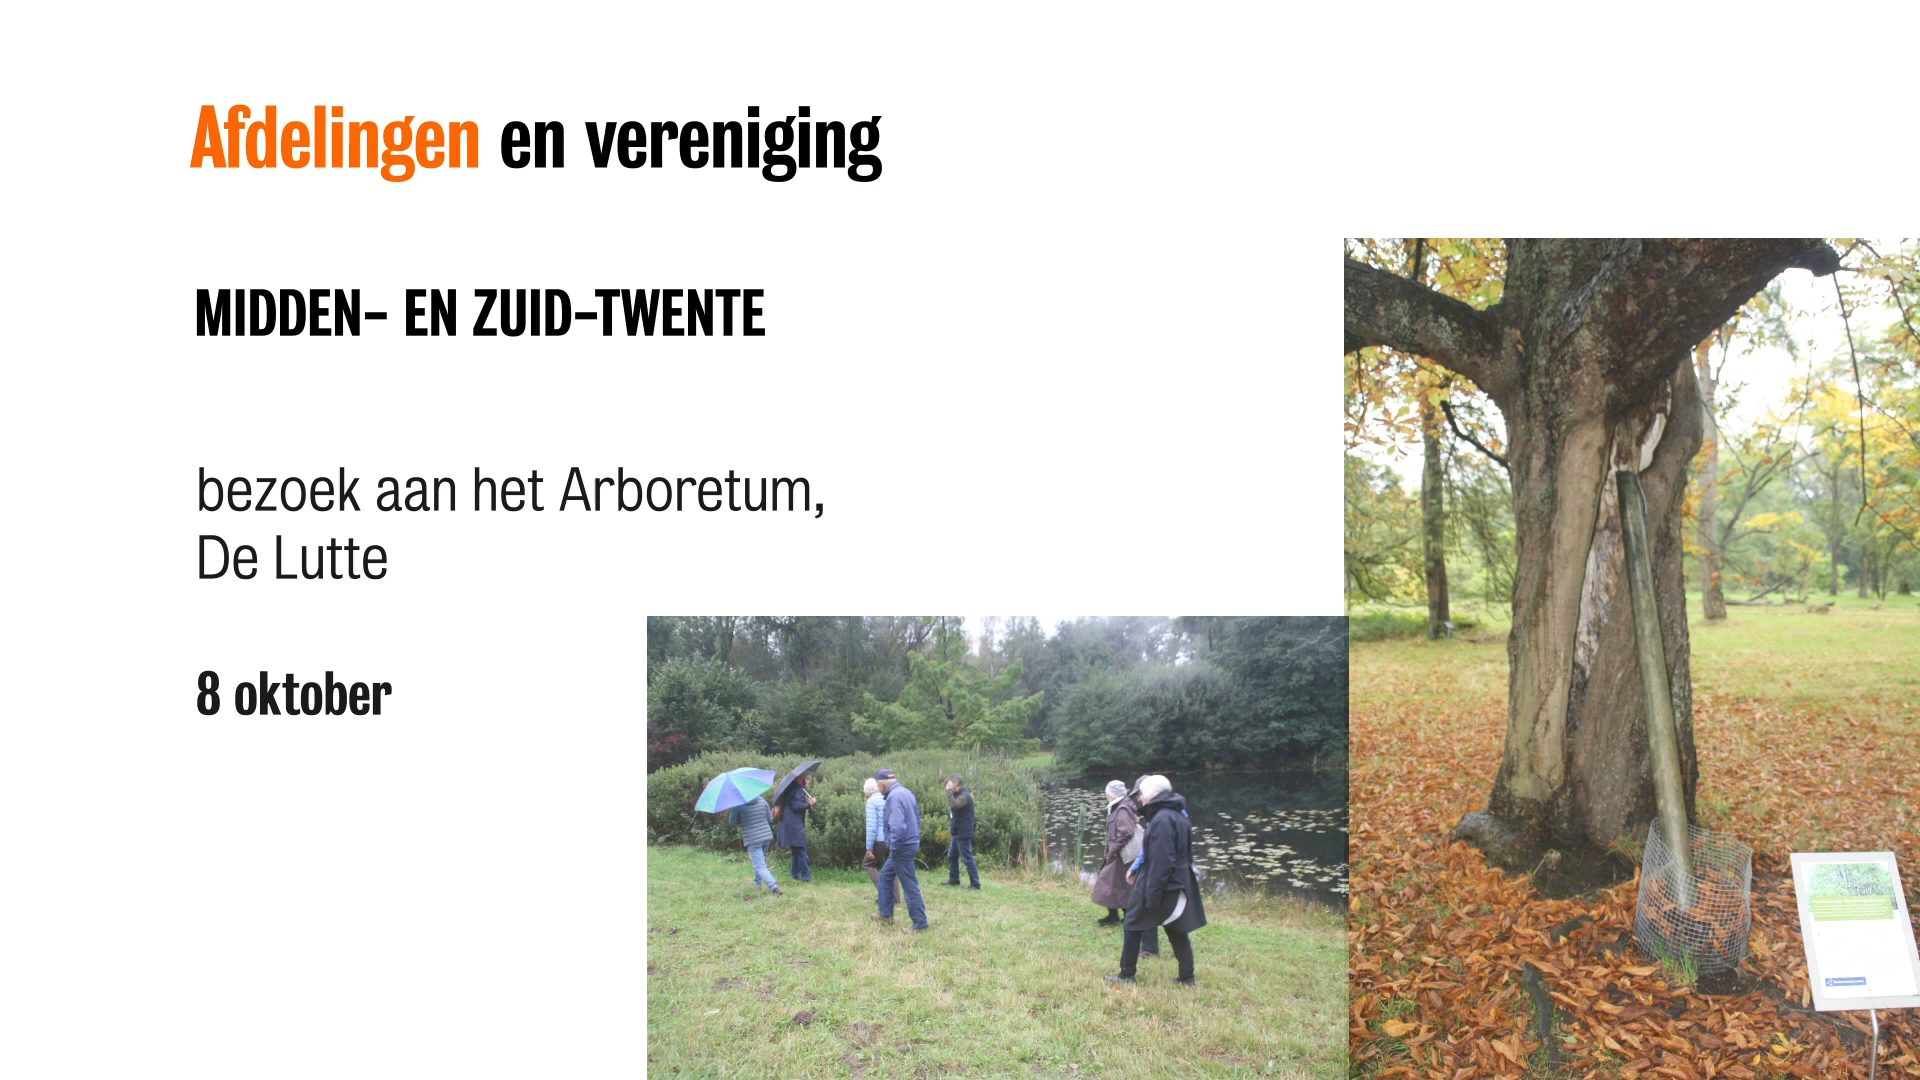 Afdelingen en vereniging
MIDDEN- EN ZUID-TWENTE
bezoek aan het Arboretum,
De Lutte
8 oktober